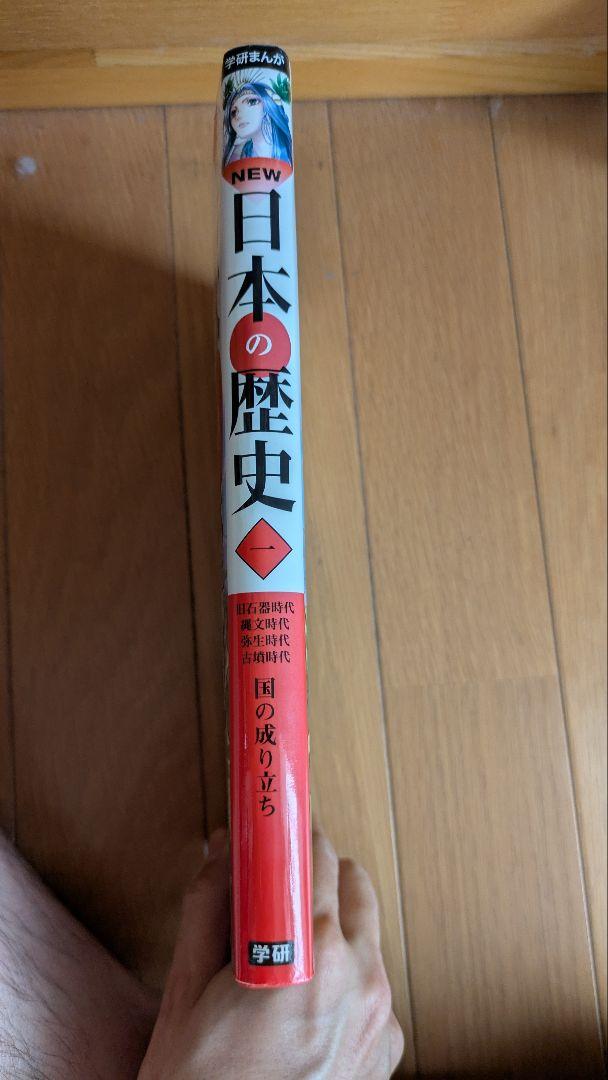 学研まんが
NEW
日本の歴史
一
旧石器時代
縄文時代
弥生時代
古墳時代
国の成り立ち
学研